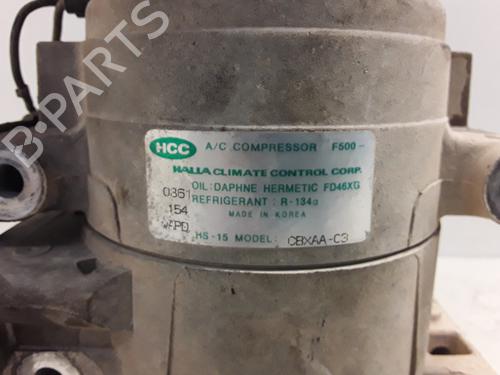 HCC A/C COMPRESSOR F500-
HALLA CLIMATE CONTROL CORP.
OIL: DAPHNE HERMETIC FD46XG
0361
REFRIGERANT : R-134a
154
MADE IN KOREA
HS-15 MODEL: CBXAA-C3
B-PARTS